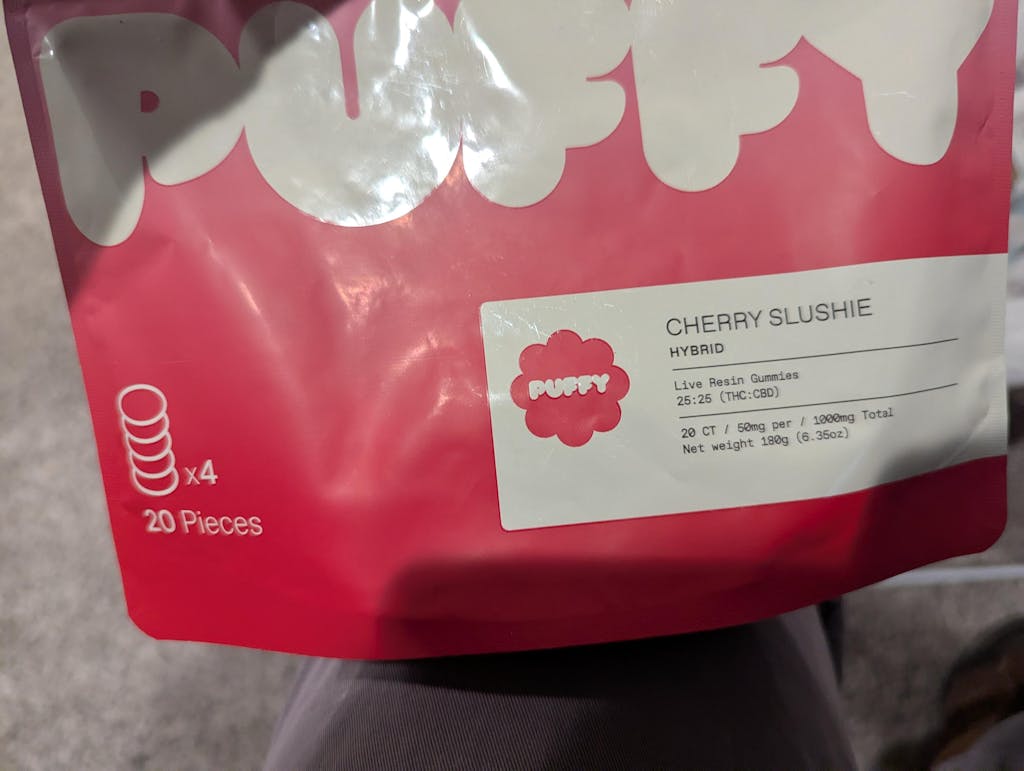 PUFFY
PUFFY
CHERRY SLUSHIE
HYBRID
Live Resin Gummies
25:25 (THC:CBD)
20 CT / 50mg per / 1000mg Total
Net weight 180g (6.35oz)
x4
20 Pieces